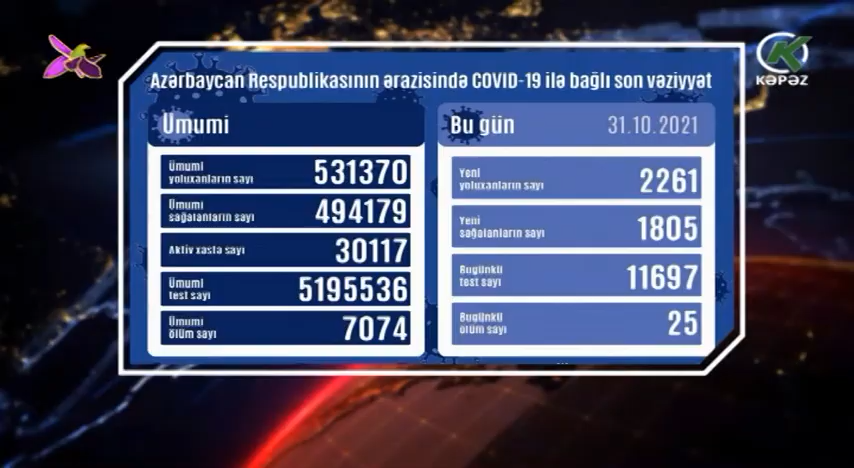 Azərbaycan Respublikasının ərazisində COVID-19 ilə bağlı son vəziyyət
KƏPƏZ
Ümumi
Ümumi
yoluxanların sayı
531370
Ümumi
sağalanların sayı
494179
Aktiv xəstə sayı
30117
Ümumi
test sayı
5195536
Ümumi
ölüm sayı
7074
Bu gün
31.10.2021
Yeni
yoluxanların sayı
2261
Yeni
sağalanların sayı
1805
Bugünkü
test sayı
11697
Bugünkü
ölüm sayı
25